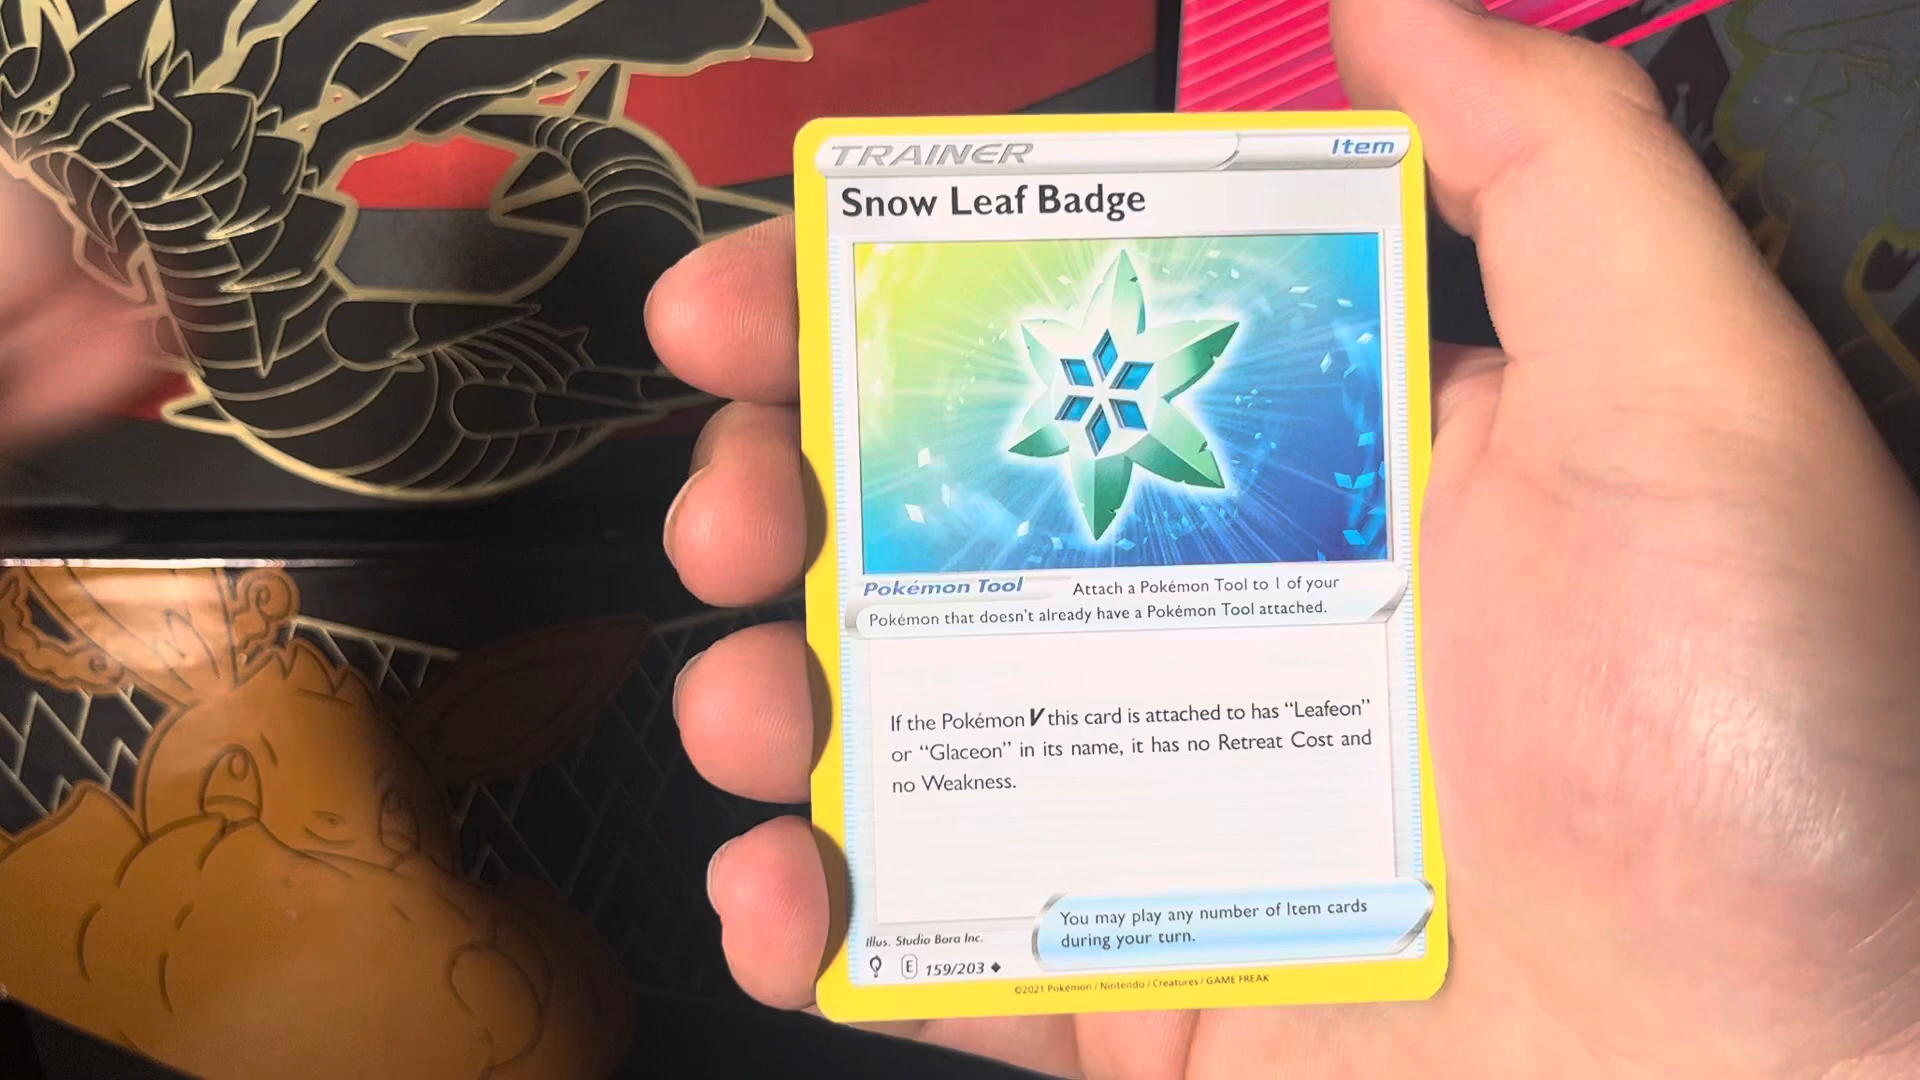 TRAINER Item
Snow Leaf Badge
Pokémon Tool Attach a Pokémon Tool to 1 of your
Pokémon that doesn't already have a Pokémon Tool attached.
If the Pokémon V this card is attached to has “Leafeon”
or “Glaceon” in its name, it has no Retreat Cost and
no Weakness.
You may play any number of Item cards
during your turn.
Illus. Studio Bora Inc.
E 159/203
©2021 Pokémon / Nintendo / Creatures / GAME FREAK